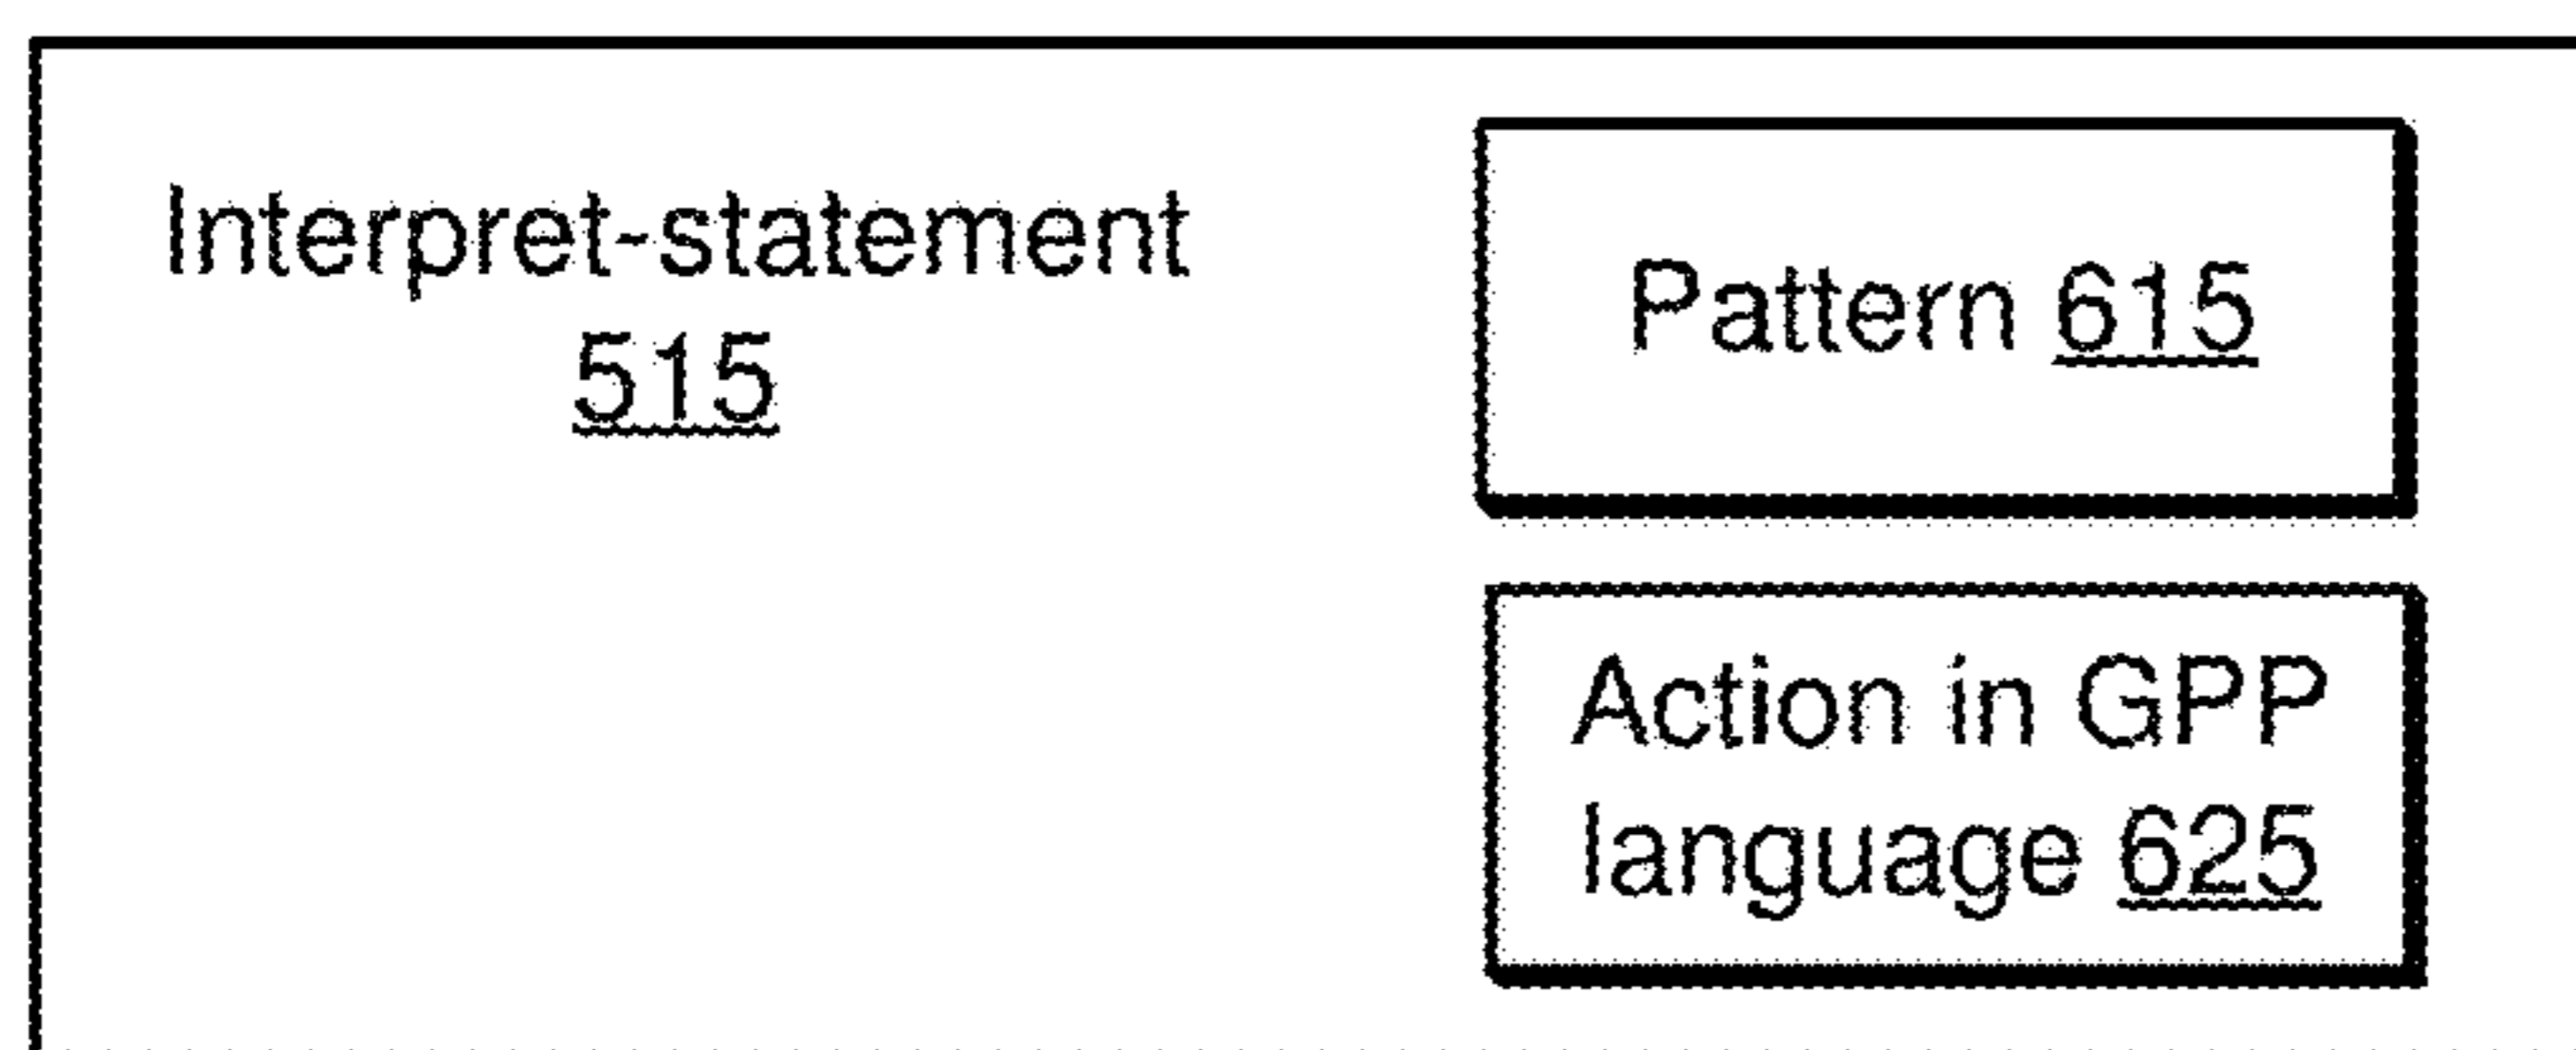 Interpret-statement
515
Pattern 615
Action in GPP
language 625